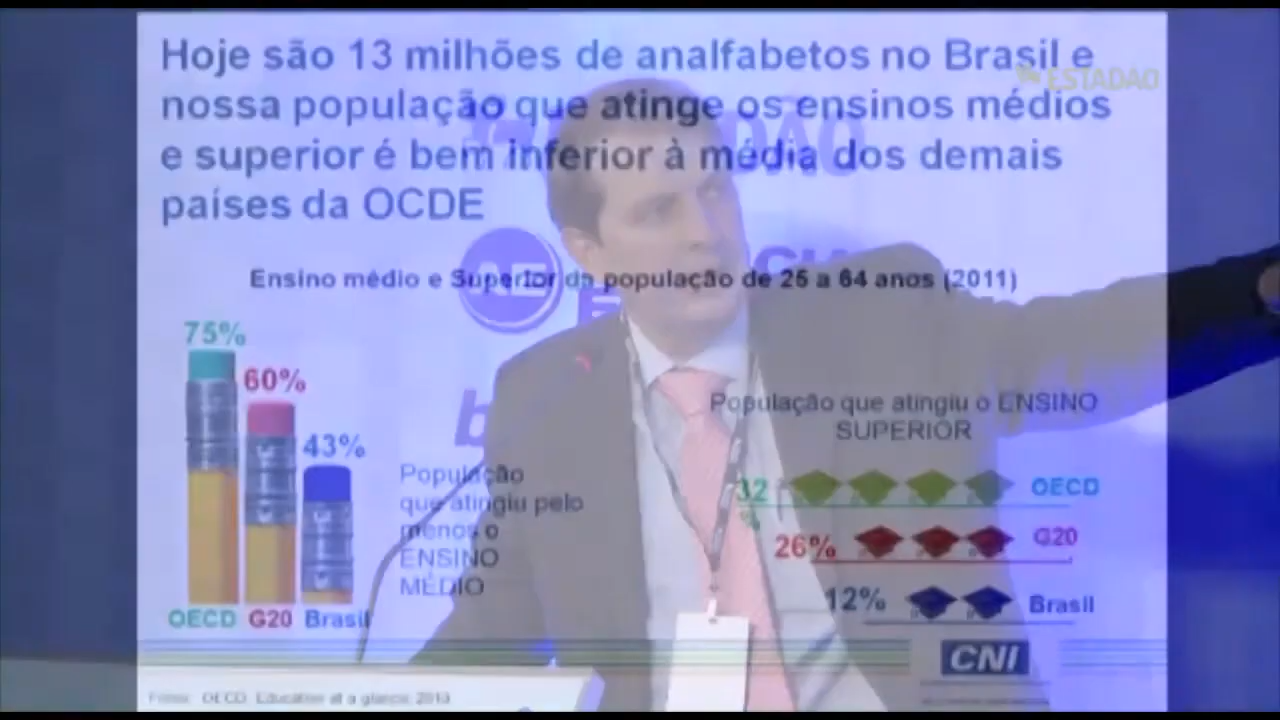 Hoje são 13 milhões de analfabetos no Brasil e
ESTADÃO
nossa população que atinge os ensinos médios
e superior é bem inferior à média dos demais
países da OCDE
Ensino médio e Superior da população de 25 a 64 anos (2011)
75%
60%
43%
População
que atingiu pelo
menos o
ENSINO
MÉDIO
OECD G20 Brasil
População que atingiu o ENSINO
SUPERIOR
32
%
OECD
26%
G20
12%
Brasil
CNI
Fonte: OECD. Education at a glance 2013